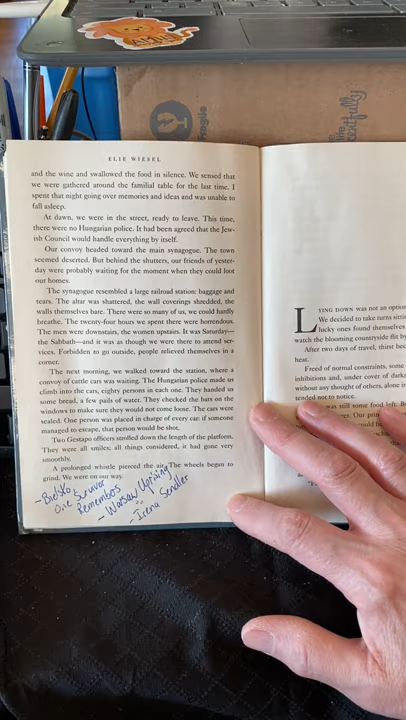 ELIE WIESEL
and the wine and swallowed the food in silence. We sensed that
we were gathered around the familial table for the last time. I
spent that night going over memories and ideas and was unable to
fall asleep.
At dawn, we were in the street, ready to leave. This time,
there were no Hungarian police. It had been agreed that the Jew-
ish Council would handle everything by itself.
Our convoy headed toward the main synagogue. The town
seemed deserted. But behind the shutters, our friends of yester-
day were probably waiting for the moment when they could loot
our homes.
The synagogue resembled a large railroad station: baggage and
tears. The altar was shattered, the wall coverings shredded, the
walls themselves bare. There were so many of us, we could hardly
breathe. The twenty-four hours we spent there were horrendous.
The men were downstairs, the women upstairs. It was Saturday—
the Sabbath—and it was as though we were there to attend ser-
vices. Forbidden to go outside, people relieved themselves in a
corner.
The next morning, we walked toward the station, where a
convoy of cattle cars was waiting. The Hungarian police made us
climb into the cars, eighty persons in each one. They handed us
some bread, a few pails of water. They checked the bars on the
windows to make sure they would not come loose. The cars were
sealed. One person was placed in charge of every car: if someone
managed to escape, that person would be shot.
Two Gestapo officers strolled down the length of the platform.
They were all smiles; all things considered, it had gone very
smoothly.
A prolonged whistle pierced the air. The wheels began to
grind. We were on our way.
One Survivor
Remembers
- Warsaw Uprising
- Irena Sendler
LYING DOWN was not an option
We decided to take turns sitti
lucky ones found themselves
watch the blooming countryside flit by
After two days of travel, thirst bec
heat.
Freed of normal constraints, some
inhibitions and, under cover of dark
without any thought of others, alone in
tended not to notice.
was still some food left. B